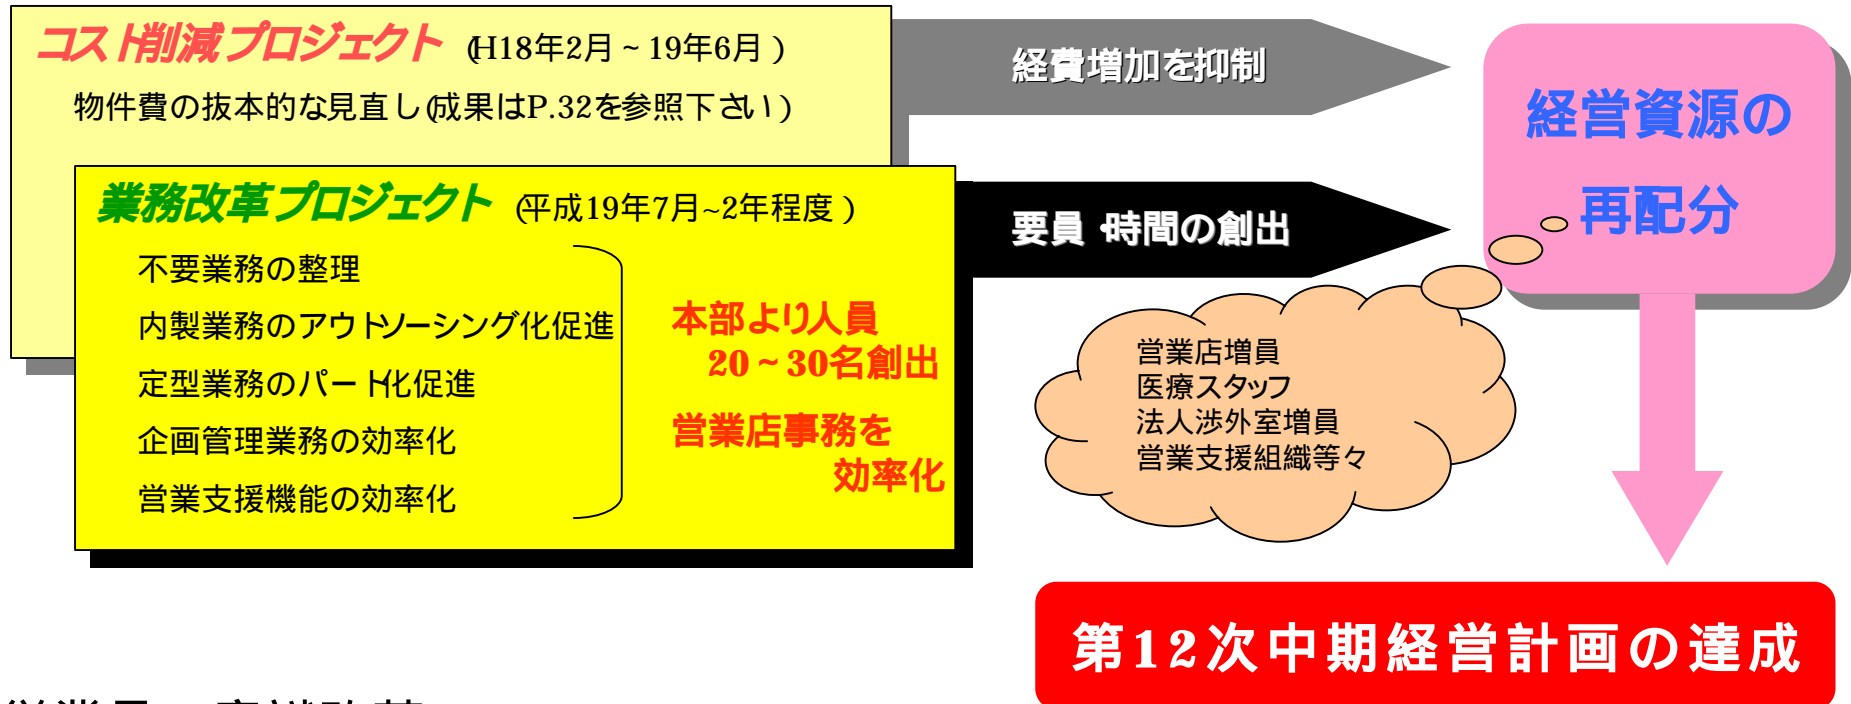 コスト削減プロジェクト (H18年2月~19年6月)
物件費の抜本的な見直し(成果はP.32を参照下さい)
業務改革プロジェクト (平成19年7月~2年程度)
不要業務の整理
内製業務のアウトソーシング化促進
定型業務のパート化促進
企画管理業務の効率化
営業支援機能の効率化
本部より人員
20~30名創出
営業店事務を
効率化
経費増加を抑制
要員・時間の創出
経営資源の
再配分
営業店増員
医療スタッフ
法人渉外室増員
営業支援組織等々
第12次中期経営計画の達成